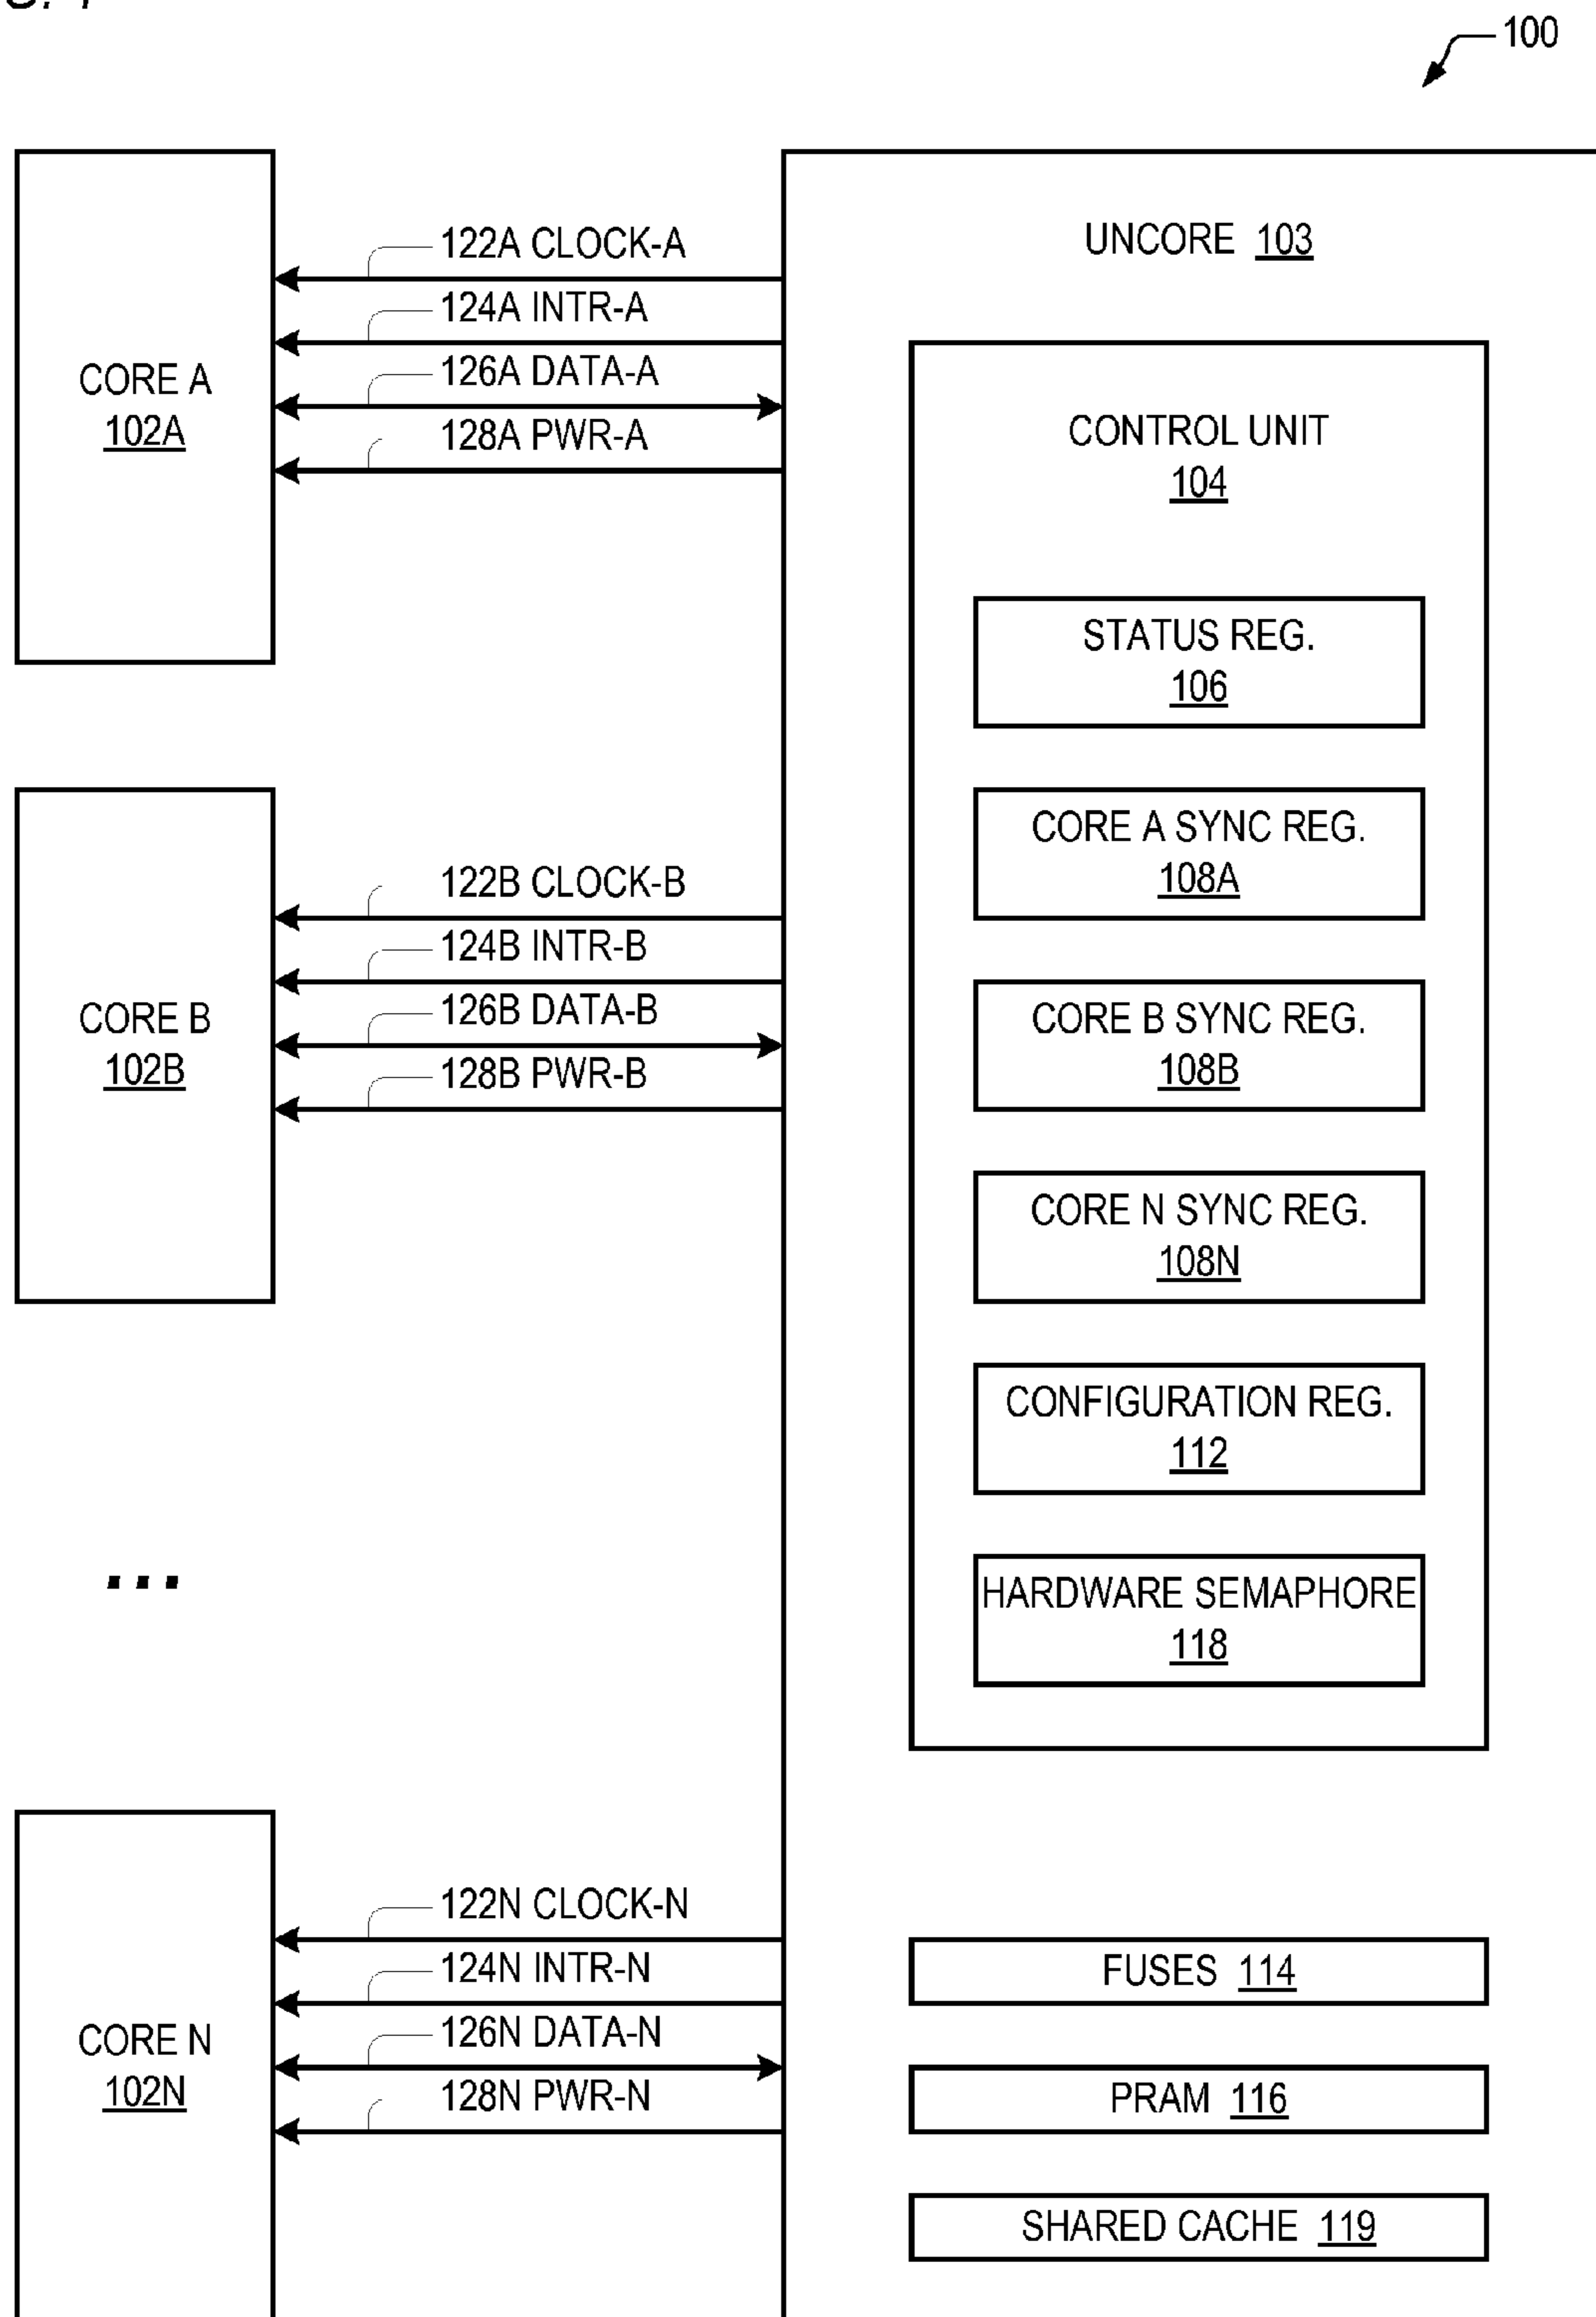 100
UNCORE 103
122A CLOCK-A
124A INTR-A
126A DATA-A
128A PWR-A
CORE A
102A
CONTROL UNIT
104
STATUS REG.
106
CORE A SYNC REG.
108A
122B CLOCK-B
124B INTR-B
126B DATA-B
128B PWR-B
CORE B
102B
CORE B SYNC REG.
108B
CORE N SYNC REG.
108N
CONFIGURATION REG.
112
...
HARDWARE SEMAPHORE
118
122N CLOCK-N
124N INTR-N
126N DATA-N
128N PWR-N
CORE N
102N
FUSES 114
PRAM 116
SHARED CACHE 119